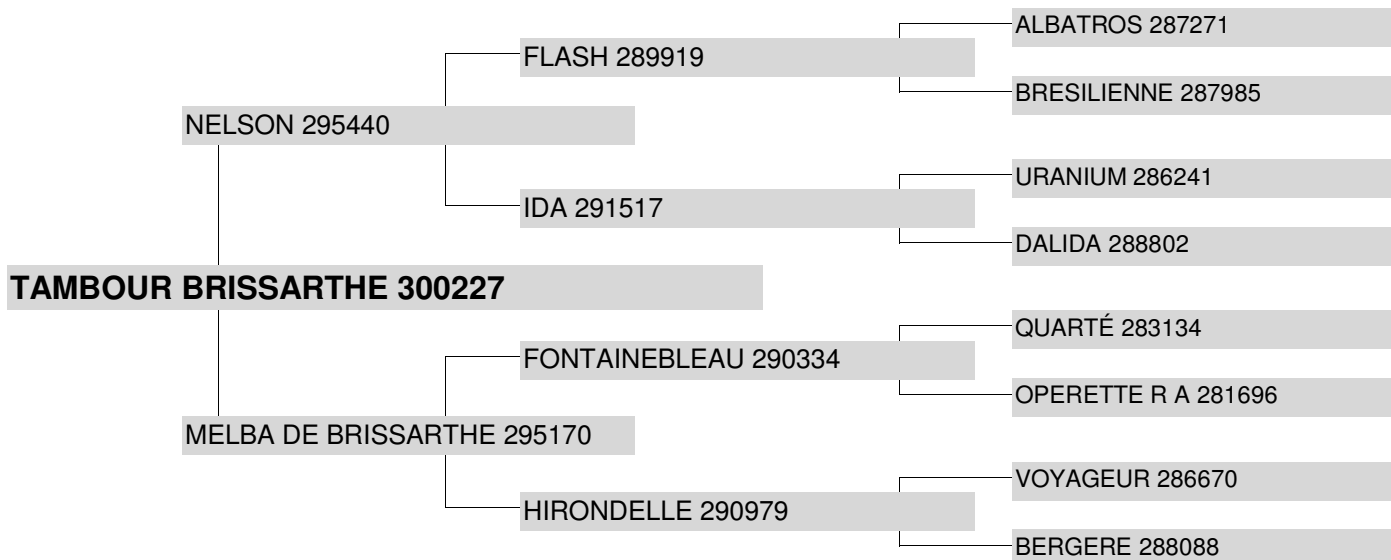 ALBATROS 287271
FLASH 289919
BRESILIENNE 287985
NELSON 295440
URANIUM 286241
IDA 291517
DALIDA 288802
TAMBOUR BRISSARTHE 300227
QUARTÉ 283134
FONTAINEBLEAU 290334
OPERETTE R A 281696
MELBA DE BRISSARTHE 295170
VOYAGEUR 286670
HIRONDELLE 290979
BERGERE 288088